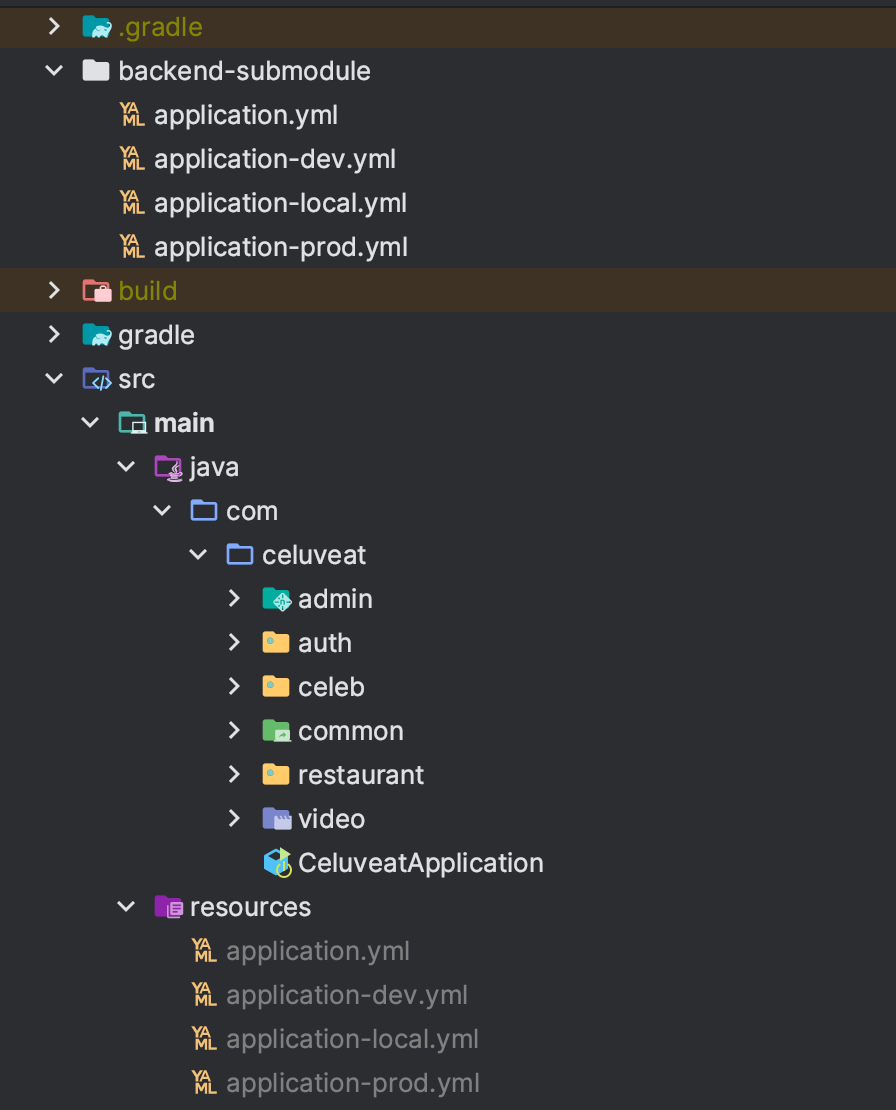 .gradle
backend-submodule
application.yml
application-dev.yml
application-local.yml
application-prod.yml
build
gradle
src
main
java
com
celuveat
admin
auth
celeb
common
restaurant
video
CeluveatApplication
resources
application.yml
application-dev.yml
application-local.yml
application-prod.yml